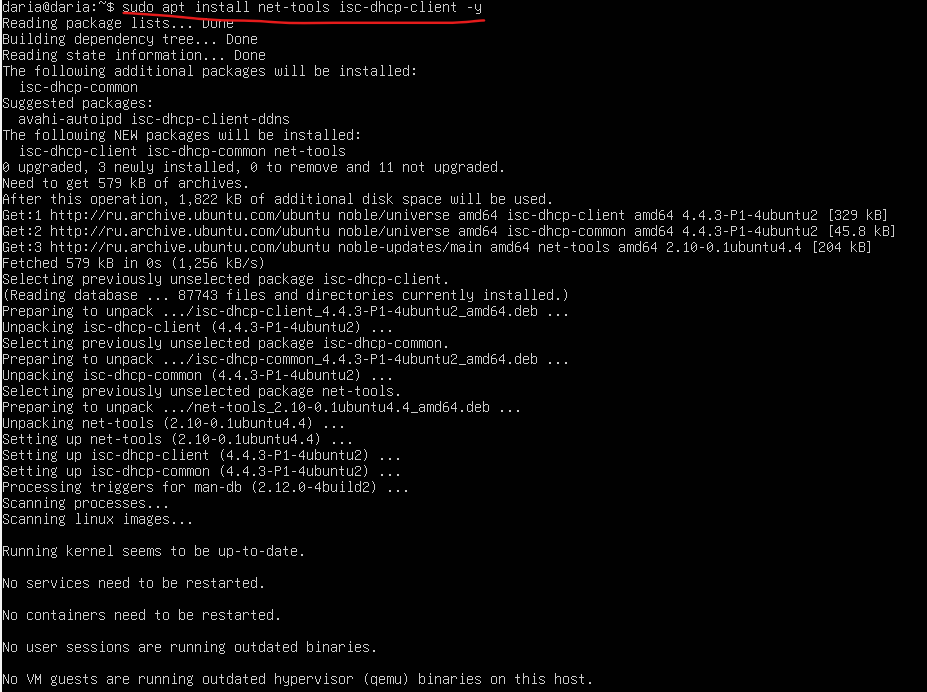 daria@daria:~$ sudo apt install net-tools isc-dhcp-client -y
Reading package lists... Done
Building dependency tree... Done
Reading state information... Done
The following additional packages will be installed:
  isc-dhcp-common
Suggested packages:
  avahi-autoipd isc-dhcp-client-ddns
The following NEW packages will be installed:
  isc-dhcp-client isc-dhcp-common net-tools
0 upgraded, 3 newly installed, 0 to remove and 11 not upgraded.
Need to get 579 kB of archives.
After this operation, 1,822 kB of additional disk space will be used.
Get:1 http://ru.archive.ubuntu.com/ubuntu noble/universe amd64 isc-dhcp-client amd64 4.4.3-P1-4ubuntu2 [329 kB]
Get:2 http://ru.archive.ubuntu.com/ubuntu noble/universe amd64 isc-dhcp-common amd64 4.4.3-P1-4ubuntu2 [45.8 kB]
Get:3 http://ru.archive.ubuntu.com/ubuntu noble-updates/main amd64 net-tools amd64 2.10-0.1ubuntu4.4 [204 kB]
Fetched 579 kB in 0s (1,256 kB/s)
Selecting previously unselected package isc-dhcp-client.
(Reading database ... 87743 files and directories currently installed.)
Preparing to unpack .../isc-dhcp-client_4.4.3-P1-4ubuntu2_amd64.deb ...
Unpacking isc-dhcp-client (4.4.3-P1-4ubuntu2) ...
Selecting previously unselected package isc-dhcp-common.
Preparing to unpack .../isc-dhcp-common_4.4.3-P1-4ubuntu2_amd64.deb ...
Unpacking isc-dhcp-common (4.4.3-P1-4ubuntu2) ...
Selecting previously unselected package net-tools.
Preparing to unpack .../net-tools_2.10-0.1ubuntu4.4_amd64.deb ...
Unpacking net-tools (2.10-0.1ubuntu4.4) ...
Setting up net-tools (2.10-0.1ubuntu4.4) ...
Setting up isc-dhcp-client (4.4.3-P1-4ubuntu2) ...
Setting up isc-dhcp-common (4.4.3-P1-4ubuntu2) ...
Processing triggers for man-db (2.12.0-4build2) ...
Scanning processes...
Scanning linux images...
Running kernel seems to be up-to-date.
No services need to be restarted.
No containers need to be restarted.
No user sessions are running outdated binaries.
No VM guests are running outdated hypervisor (qemu) binaries on this host.